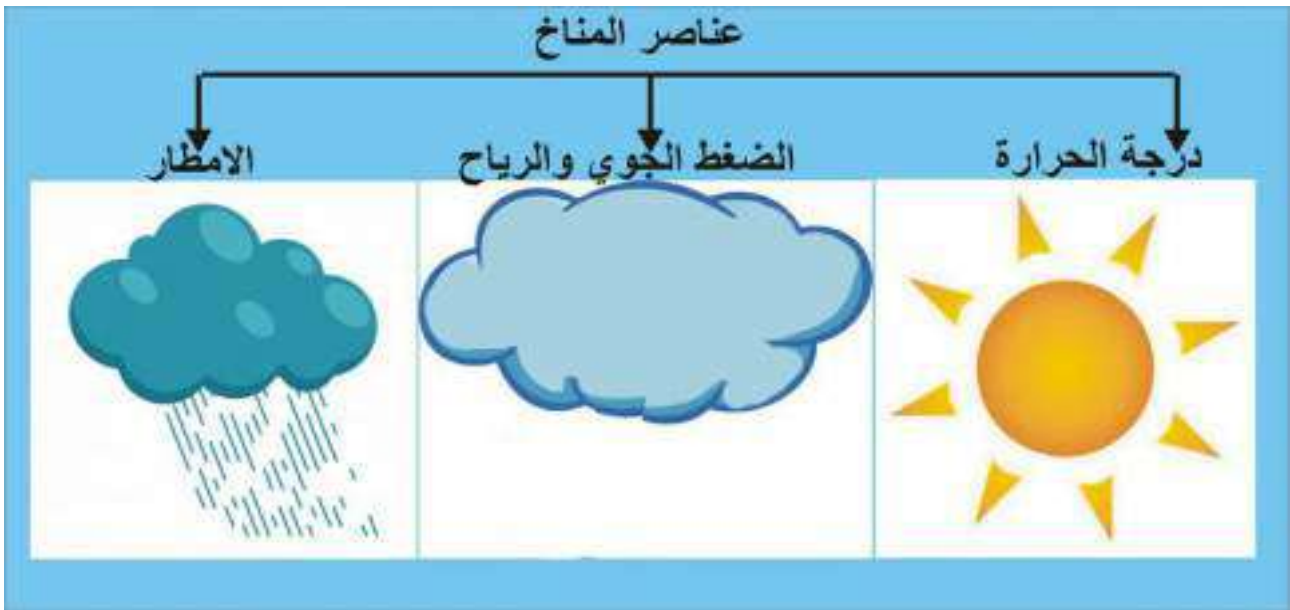 عناصر المناخ
درجة الحرارة
الضغط الجوي والرياح
الامطار